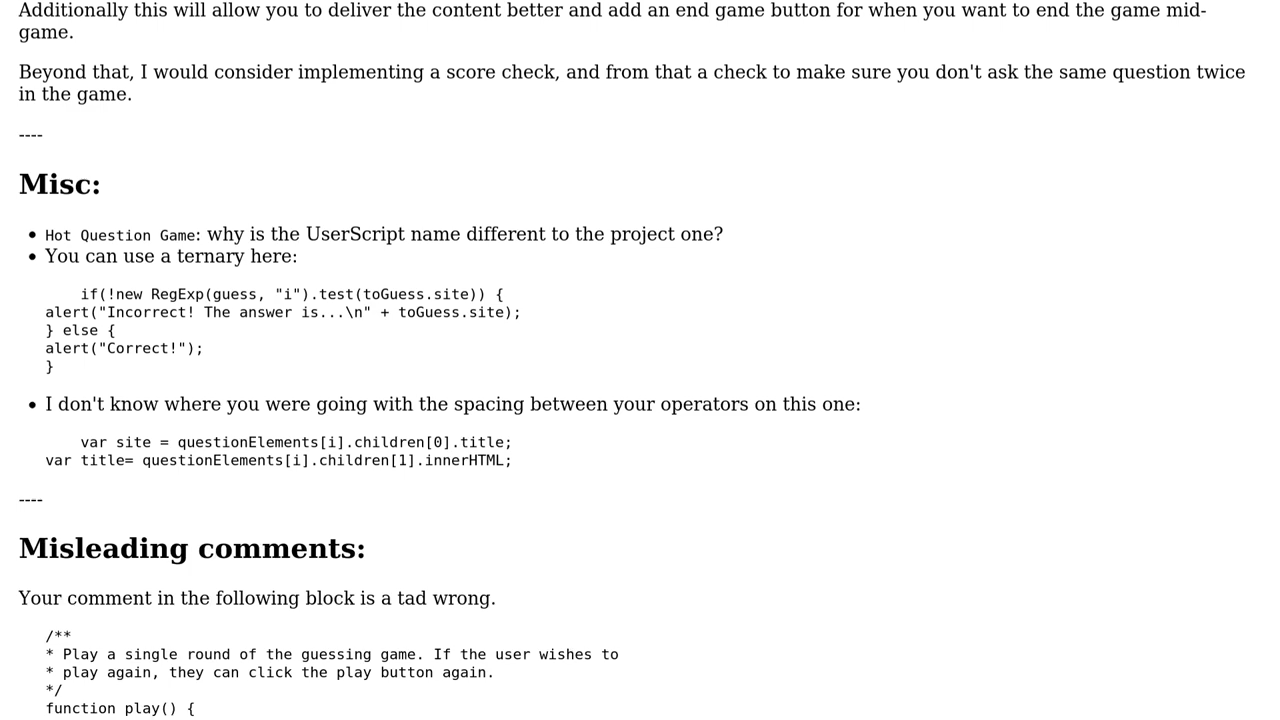 Additionally this will allow you to deliver the content better and add an end game button for when you want to end the game mid-
game.
Beyond that, I would consider implementing a score check, and from that a check to make sure you don't ask the same question twice
in the game.
----
Misc:
• Hot Question Game: why is the UserScript name different to the project one?
• You can use a ternary here:
    if(!new RegExp(guess, "i").test(toGuess.site)) {
alert("Incorrect! The answer is...\n" + toGuess.site);
} else {
alert("Correct!");
}
• I don't know where you were going with the spacing between your operators on this one:
    var site = questionElements[i].children[0].title;
var title= questionElements[i].children[1].innerHTML;
----
Misleading comments:
Your comment in the following block is a tad wrong.
/**
* Play a single round of the guessing game. If the user wishes to
* play again, they can click the play button again.
*/
function play() {